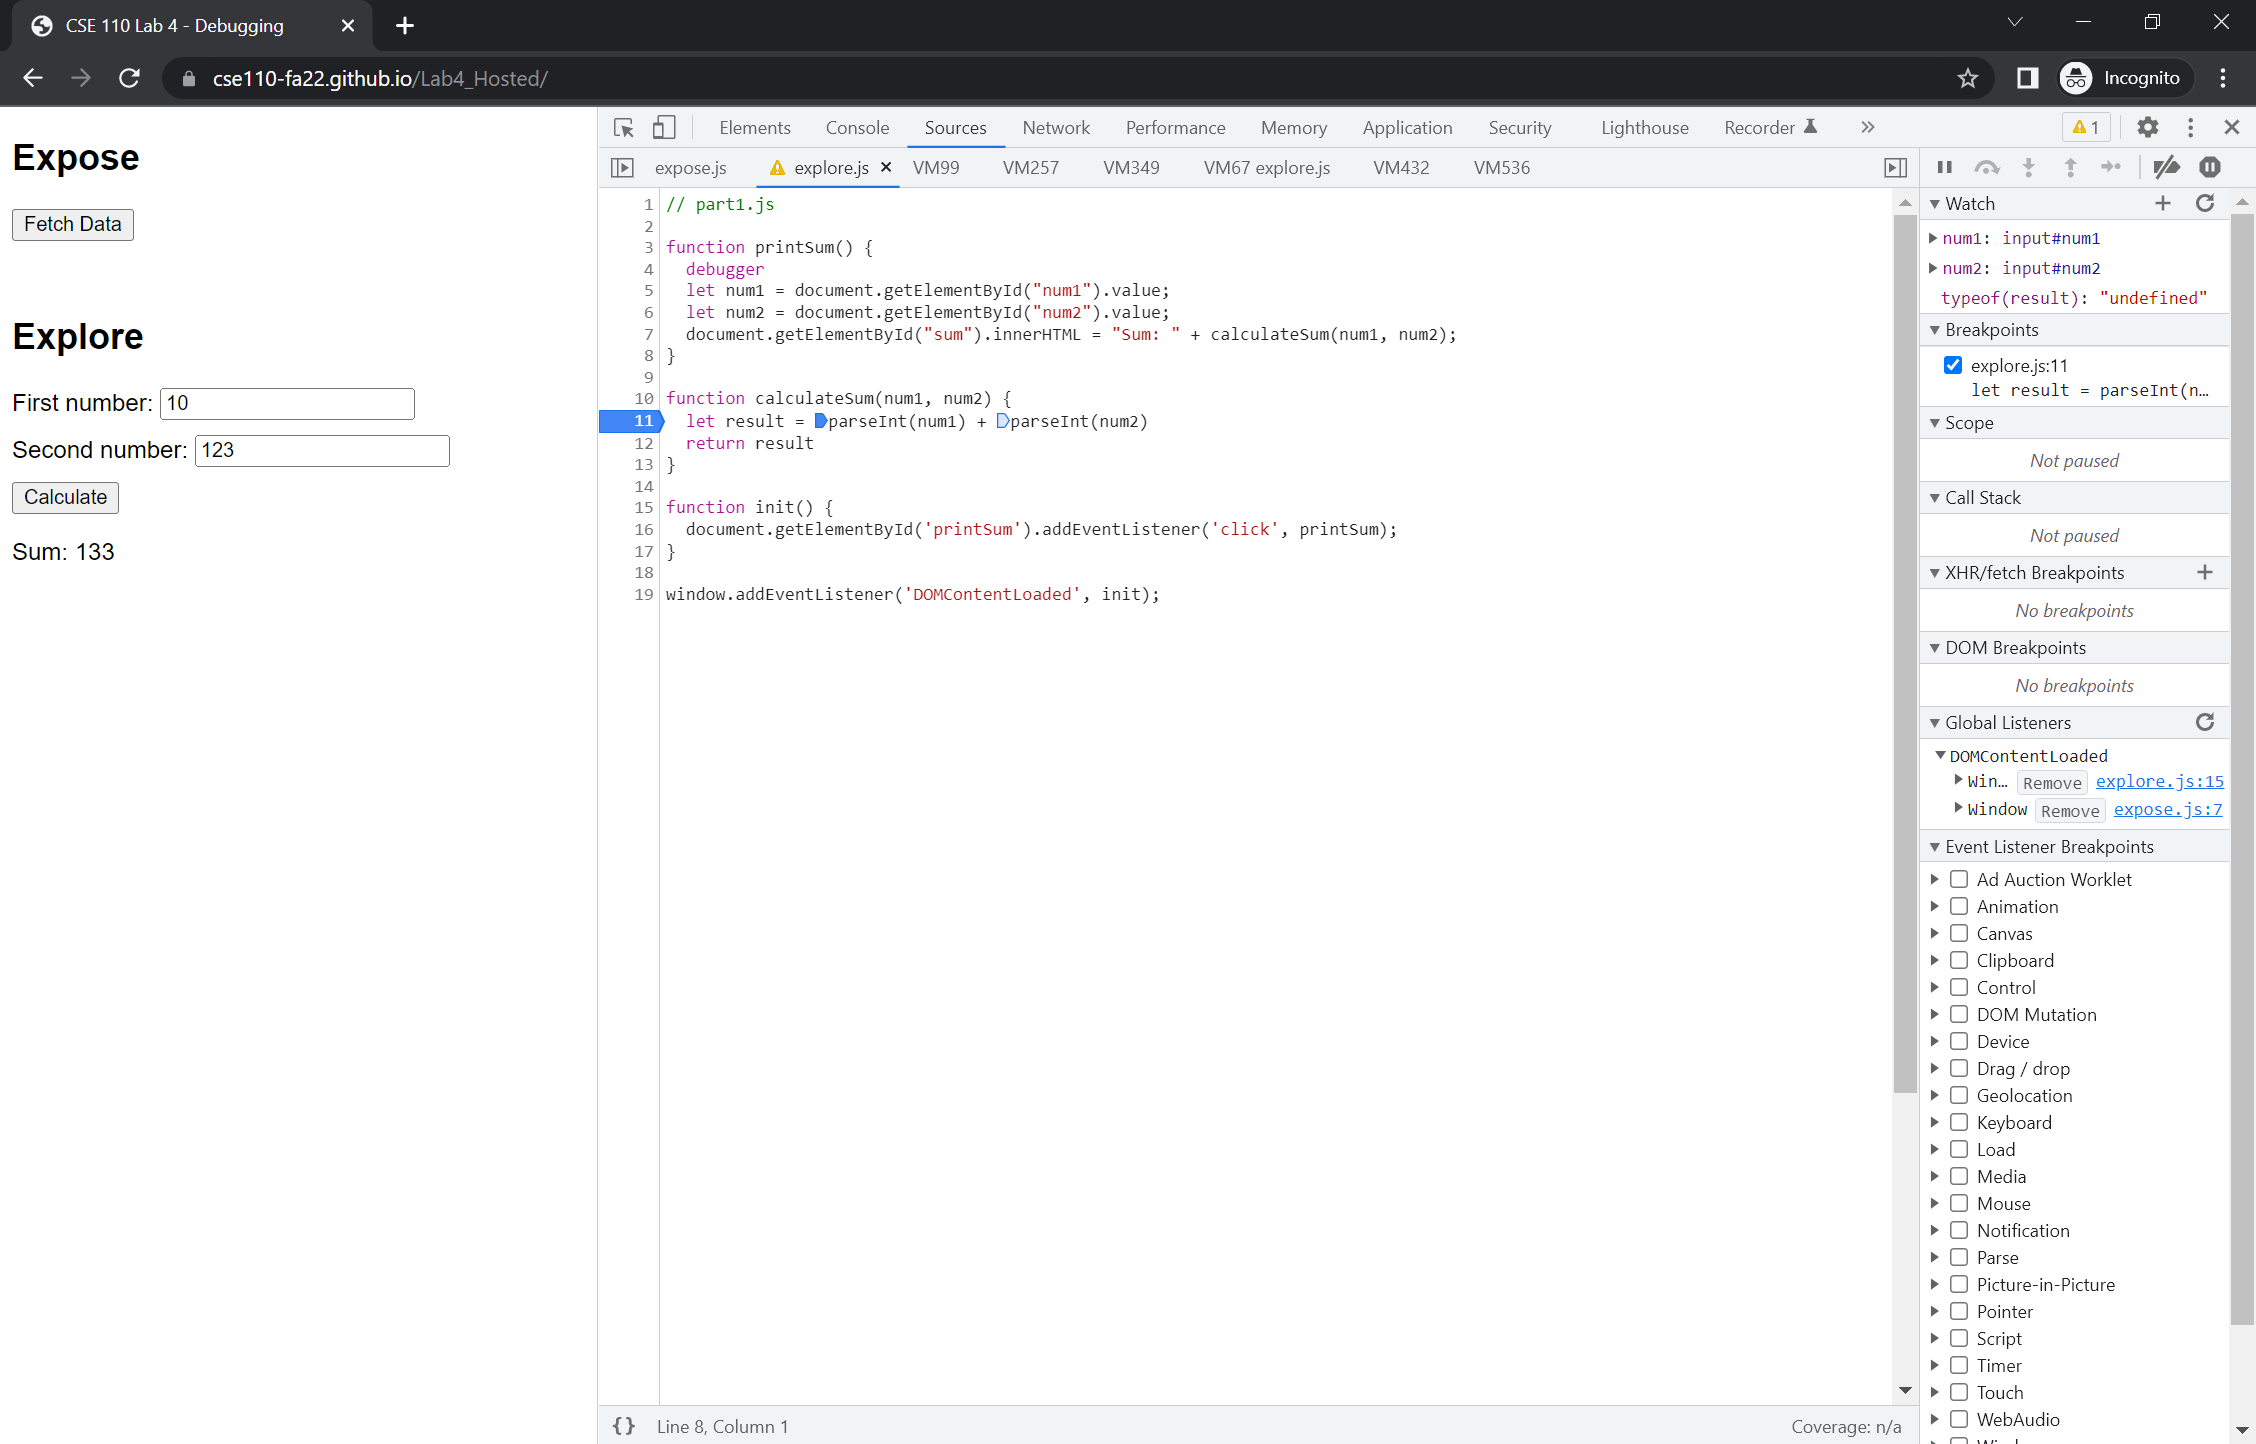 CSE 110 Lab 4 - Debugging
cse110-fa22.github.io/Lab4_Hosted/
Incognito
Expose
Fetch Data
Explore
First number: 10
Second number: 123
Calculate
Sum: 133
Elements Console Sources Network Performance Memory Application Security Lighthouse Recorder 1
expose.js explore.js VM99 VM257 VM349 VM67 explore.js VM432 VM536
1 // part1.js
2
3 function printSum() {
4 debugger
5 let num1 = document.getElementById("num1").value;
6 let num2 = document.getElementById("num2").value;
7 document.getElementById("sum").innerHTML = "Sum: " + calculateSum(num1, num2);
8 }
9
10 function calculateSum(num1, num2) {
11 let result = parseInt(num1) + parseInt(num2)
12 return result
13 }
14
15 function init() {
16 document.getElementById('printSum').addEventListener('click', printSum);
17 }
18
19 window.addEventListener('DOMContentLoaded', init);
{} Line 8, Column 1
Coverage: n/a
Watch
num1: input#num1
num2: input#num2
typeof(result): "undefined"
Breakpoints
explore.js:11
let result = parseInt(n…
Scope
Not paused
Call Stack
Not paused
XHR/fetch Breakpoints
No breakpoints
DOM Breakpoints
No breakpoints
Global Listeners
DOMContentLoaded
Win… Remove explore.js:15
Window Remove expose.js:7
Event Listener Breakpoints
Ad Auction Worklet
Animation
Canvas
Clipboard
Control
DOM Mutation
Device
Drag / drop
Geolocation
Keyboard
Load
Media
Mouse
Notification
Parse
Picture-in-Picture
Pointer
Script
Timer
Touch
WebAudio